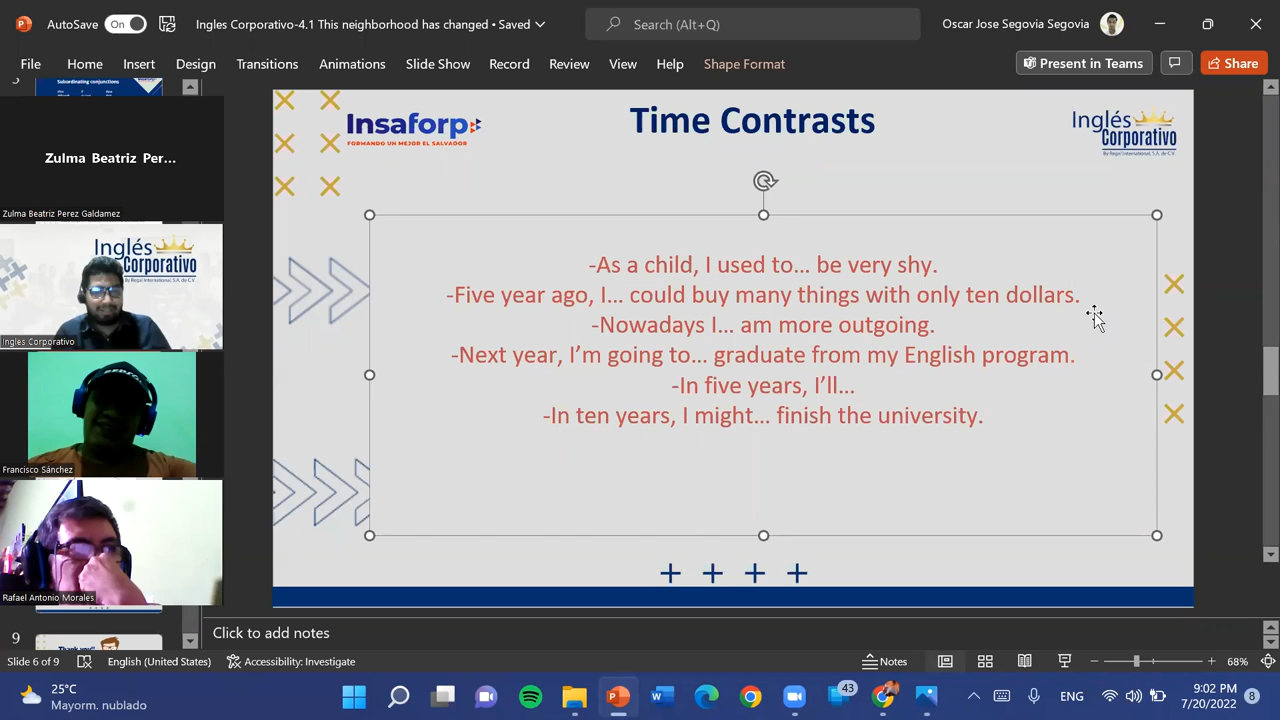 AutoSave On Ingles Corporativo-4.1 This neighborhood has changed • Saved Search (Alt+Q) Oscar Jose Segovia Segovia
File Home Insert Design Transitions Animations Slide Show Record Review View Help Shape Format Present in Teams Share
Subordinating conjunctions
Zulma Beatriz Per...
Zulma Beatriz Perez Galdamez
Inglés
Corporativo
Ingles Corporativo
Francisco Sánchez
Rafael Antonio Morales
9
Thank you!
Insaforp
FORMANDO UN MEJOR EL SALVADOR
Time Contrasts
Inglés
Corporativo
By Regal International, S.A. de C.V.
-As a child, I used to… be very shy.
-Five year ago, I… could buy many things with only ten dollars.
-Nowadays I… am more outgoing.
-Next year, I’m going to… graduate from my English program.
-In five years, I’ll…
-In ten years, I might… finish the university.
Click to add notes
Slide 6 of 9 English (United States) Accessibility: Investigate Notes 68%
25°C
Mayorm. nublado
43
ENG
9:02 PM
7/20/2022
8